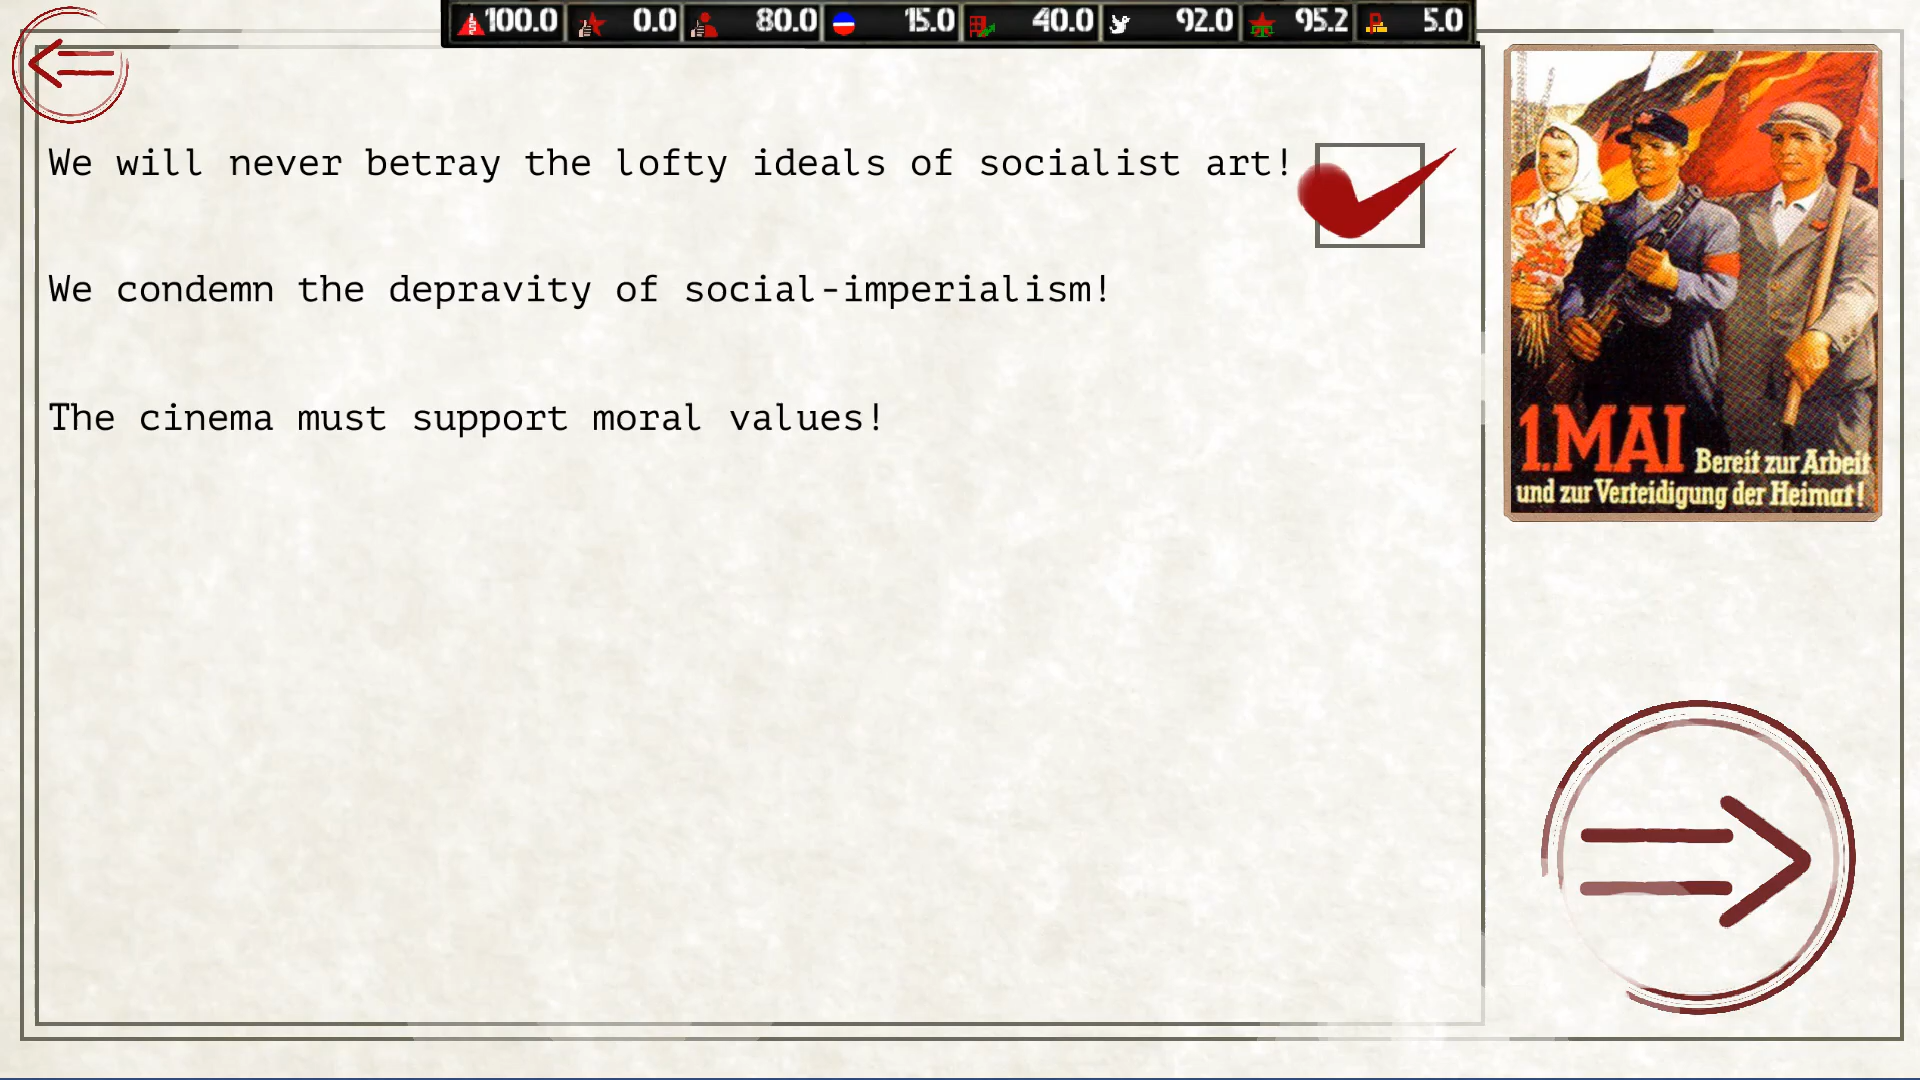 100.0 0.0 80.0 15.0 40.0 92.0 95.2 5.0
We will never betray the lofty ideals of socialist art!
We condemn the depravity of social-imperialism!
The cinema must support moral values!
1.MAI Bereit zur Arbeit
und zur Verteidigung der Heimat!